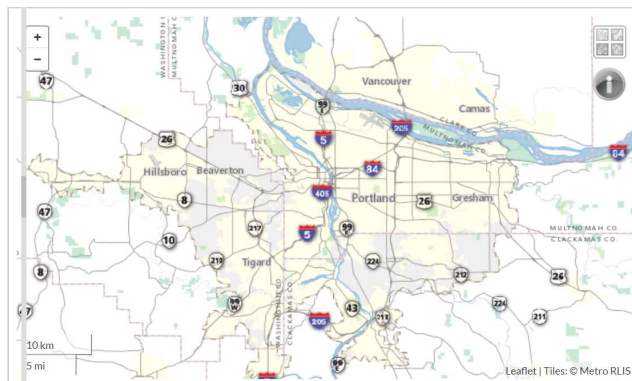 +
−
WASHINGTON CO.
MULTNOMAH CO.
47
30
Vancouver
99
E
Camas
CLARK CO.
MULTNOMAH CO.
26
5
205
84
Hillsboro
Beaverton
84
8
405
Portland
26
Gresham
47
10
217
5
99
E
MULTNOMAH CO.
CLACKAMAS CO.
210
Tigard
224
212
26
8
WASHINGTON CO.
CLACKAMAS CO.
99
W
43
224
211
47
205
213
10 km
5 mi
99
E
Leaflet | Tiles: © Metro RLIS